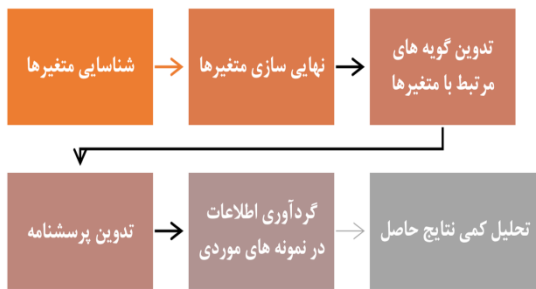 شناسایی متغیرها
نهایی سازی متغیرها
تدوین گویه های
مرتبط با متغیرها
تدوین پرسشنامه
گردآوری اطلاعات
در نمونه های موردی
تحلیل کمی نتایج حاصل